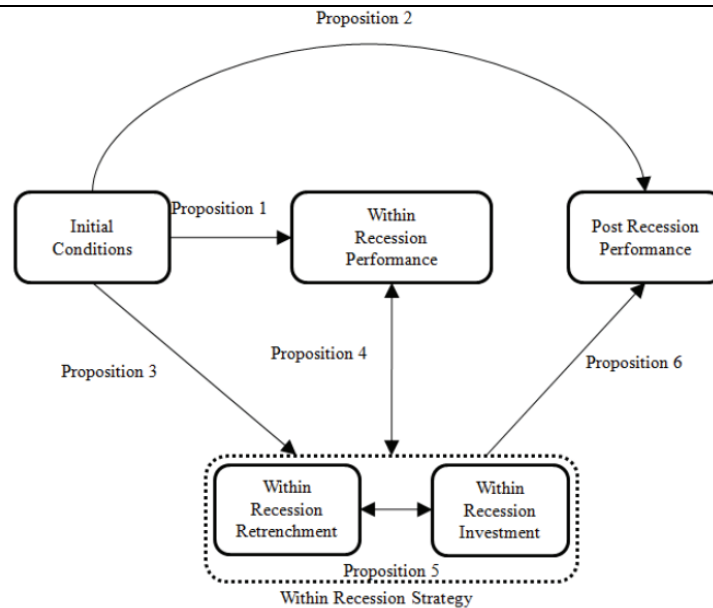 Proposition 2
Initial
Conditions
Proposition 1
Within
Recession
Performance
Post Recession
Performance
Proposition 3
Proposition 4
Proposition 6
Within
Recession
Retrenchment
Within
Recession
Investment
Proposition 5
Within Recession Strategy